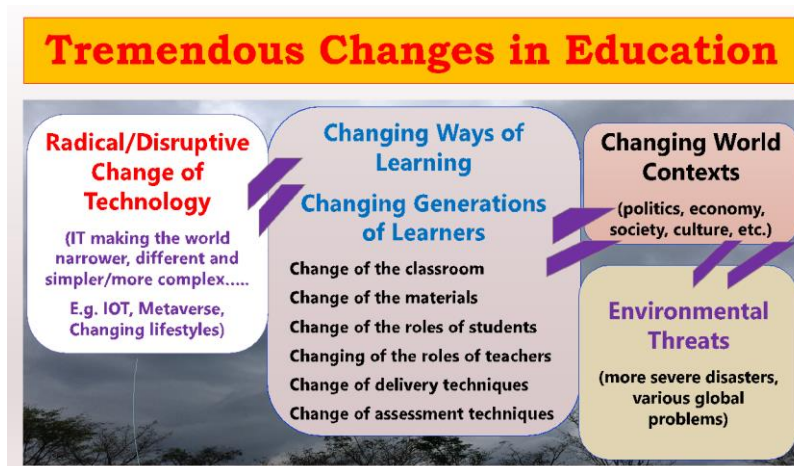 Tremendous Changes in Education
Radical/Disruptive
Change of
Technology
(IT making the world
narrower, different and
simpler/more complex.....
E.g. IOT, Metaverse,
Changing lifestyles)
Changing Ways of
Learning
Changing Generations
of Learners
Change of the classroom
Change of the materials
Change of the roles of students
Changing of the roles of teachers
Change of delivery techniques
Change of assessment techniques
Changing World
Contexts
(politics, economy,
society, culture, etc.)
Environmental
Threats
(more severe disasters,
various global
problems)